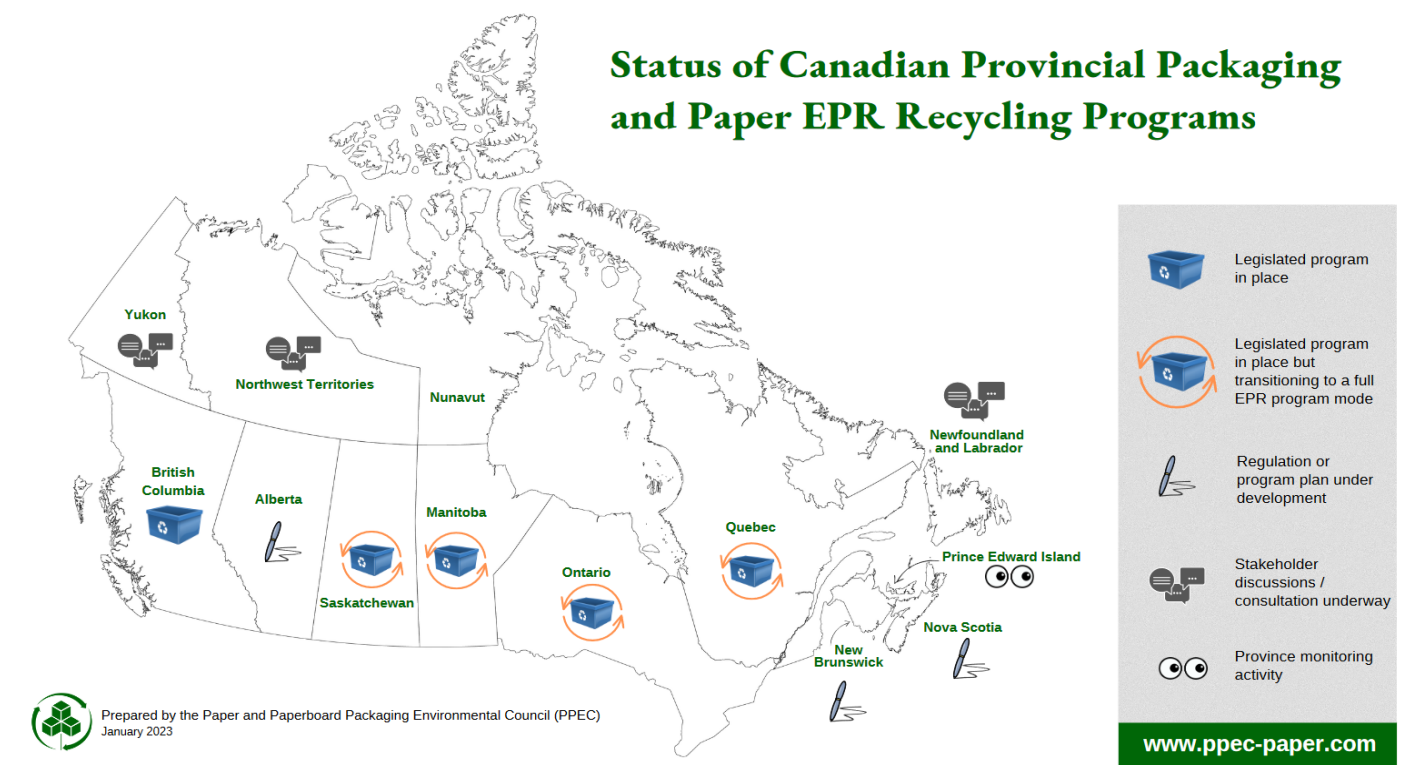 Status of Canadian Provincial Packaging
and Paper EPR Recycling Programs
Legislated program
in place
Legislated program
in place but
transitioning to a full
EPR program mode
Regulation or
program plan under
development
Stakeholder
discussions /
consultation underway
Province monitoring
activity
www.ppec-paper.com
Yukon
Northwest Territories
Nunavut
Newfoundland
and Labrador
British
Columbia
Alberta
Saskatchewan
Manitoba
Ontario
Quebec
Prince Edward Island
Nova Scotia
New
Brunswick
Prepared by the Paper and Paperboard Packaging Environmental Council (PPEC)
January 2023